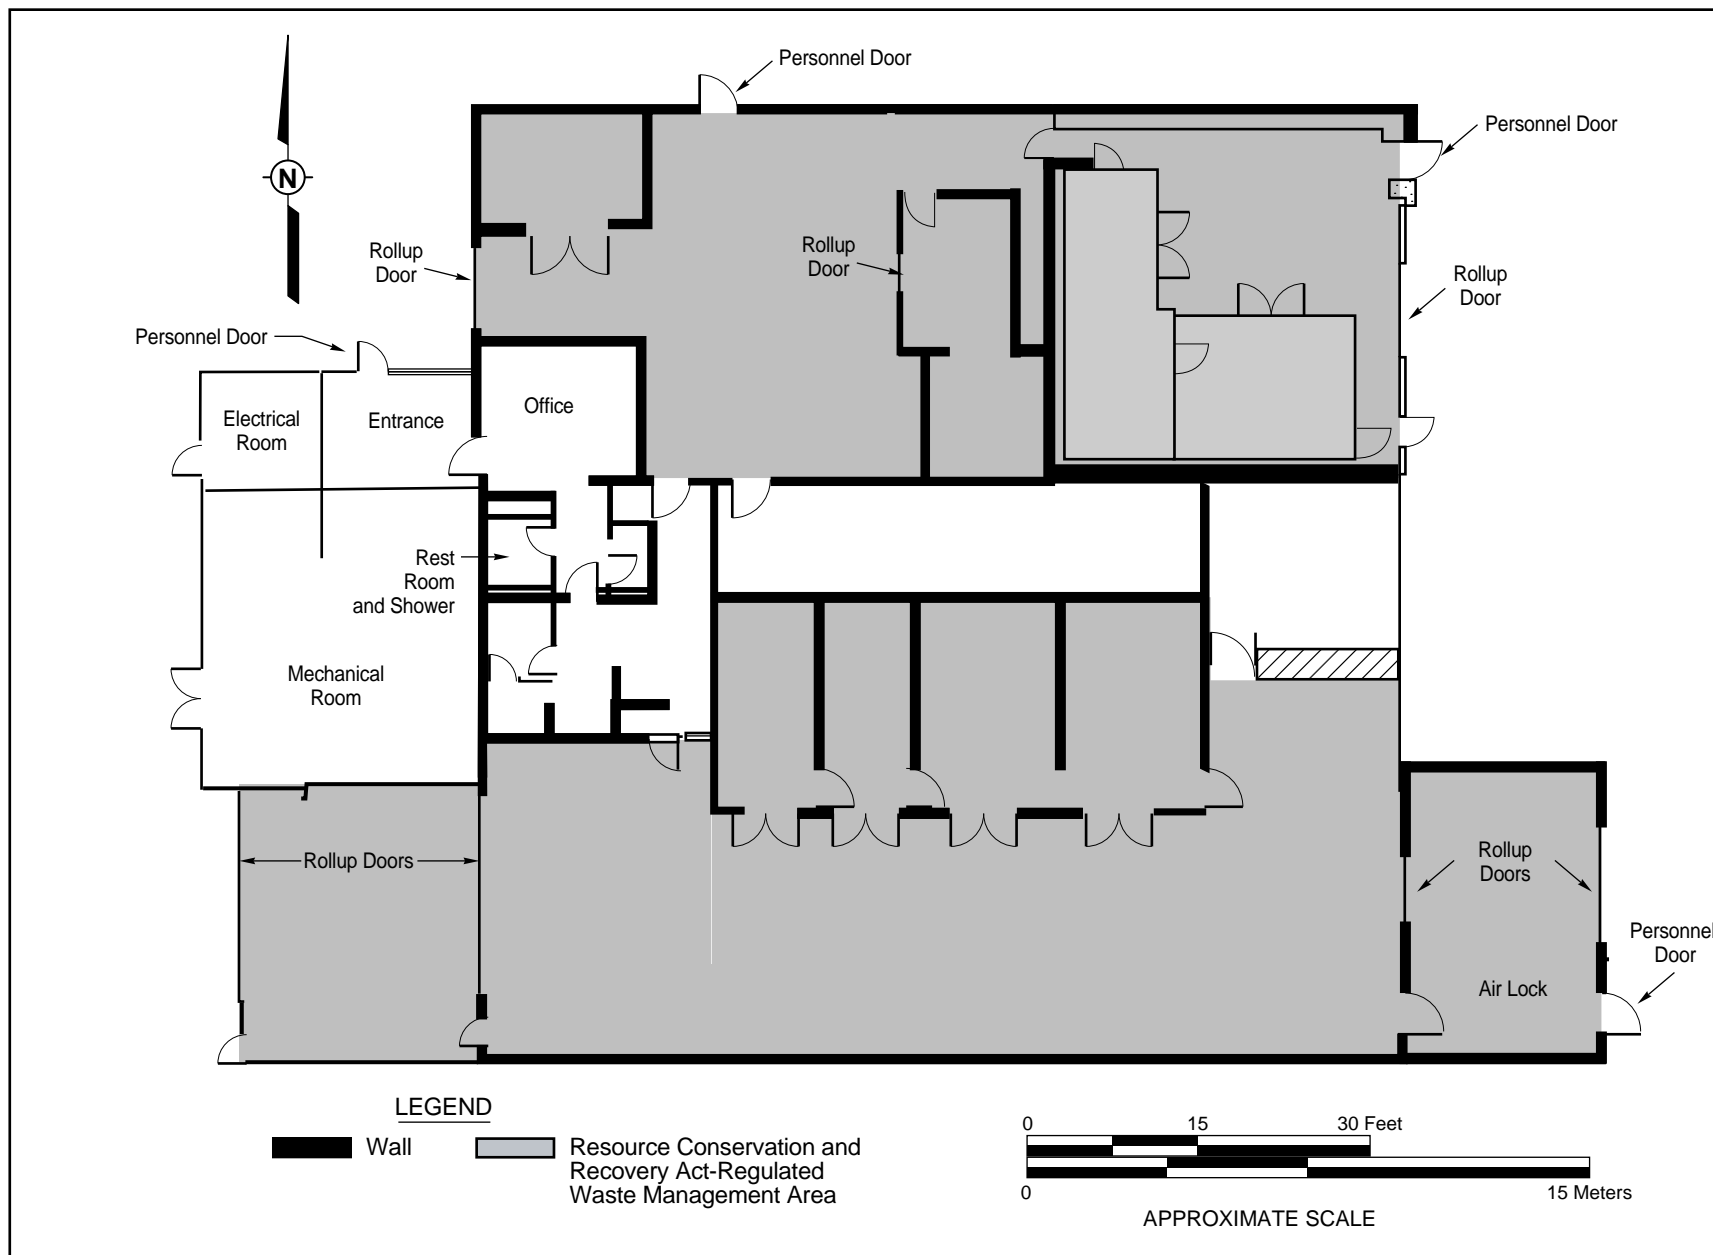 Personnel Door
Personnel Door
N
Rollup
Door
Rollup
Door
Rollup
Door
Personnel Door
Electrical
Room
Entrance
Office
Rest
Room
and Shower
Mechanical
Room
Rollup Doors
Rollup
Doors
Personnel
Door
Air Lock
LEGEND
Wall
Resource Conservation and
Recovery Act-Regulated
Waste Management Area
0 15 30 Feet
0 15 Meters
APPROXIMATE SCALE